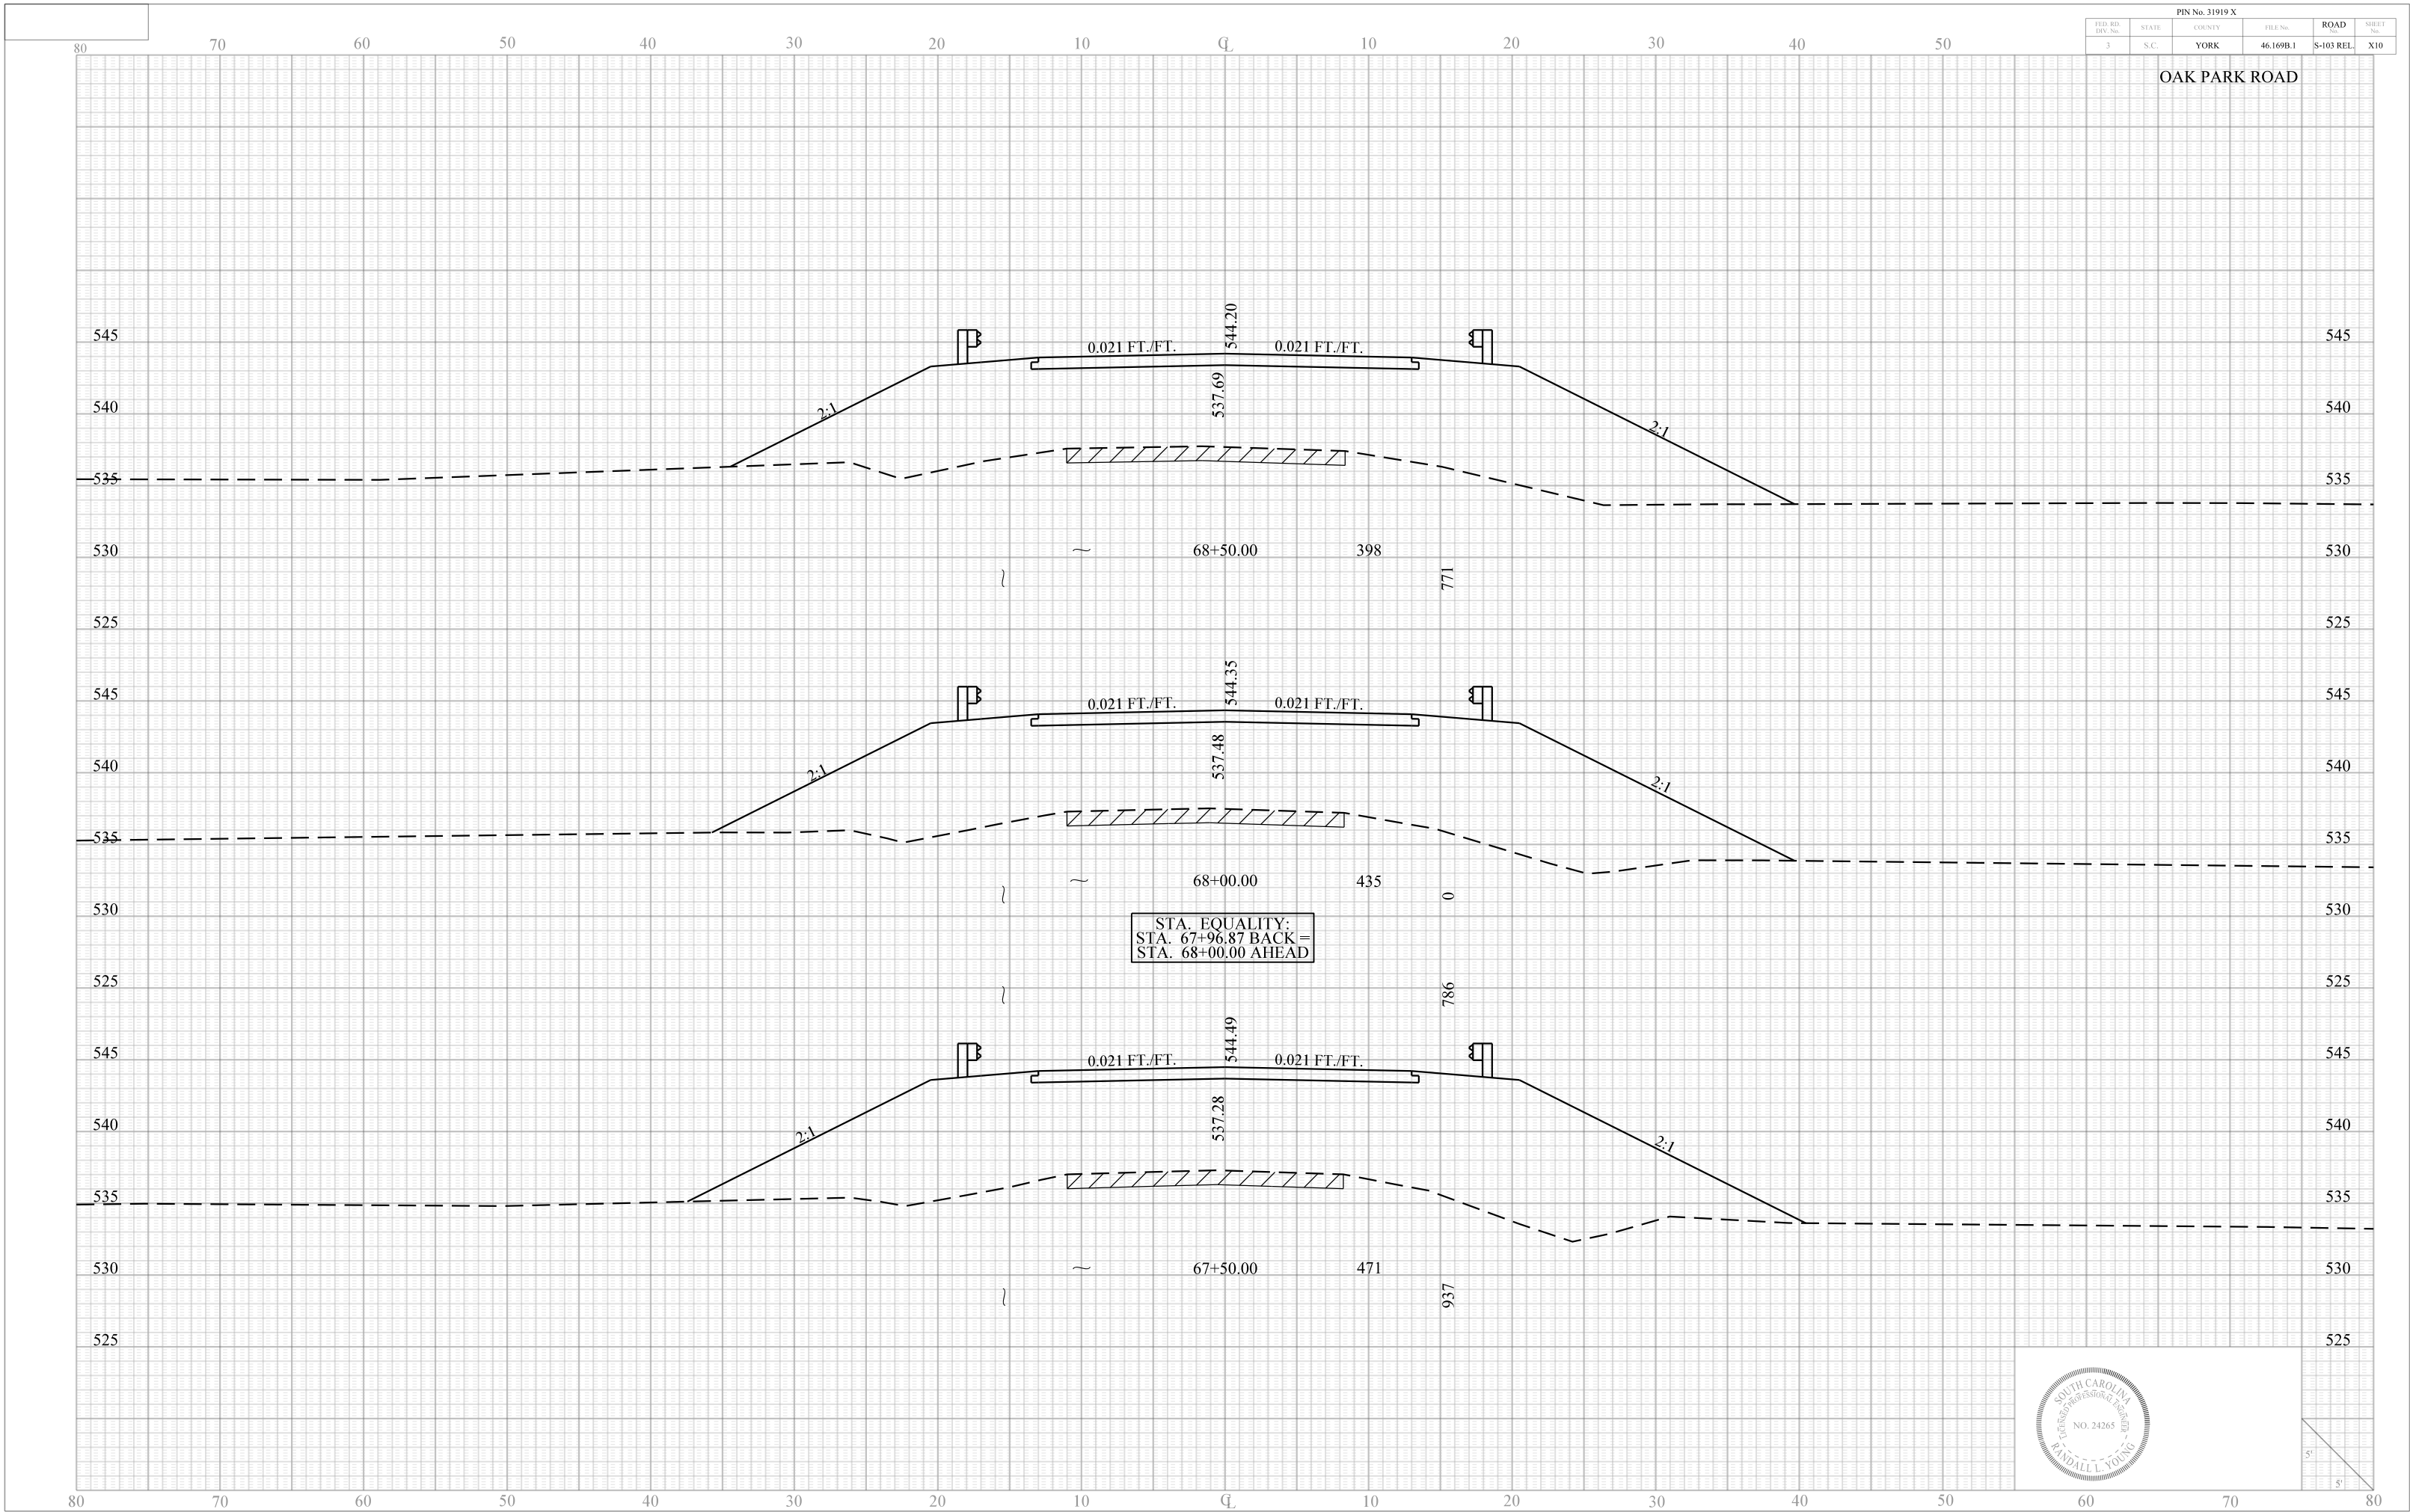 PIN No. 31919 X
FED. RD. DIV. No. STATE COUNTY FILE No. ROAD No. SHEET No.
3 S.C. YORK 46.169B.1 S-103 REL. X10
80 70 60 50 40 30 20 10 CL 10 20 30 40 50
OAK PARK ROAD
544.20
545 0.021 FT./FT. 0.021 FT./FT. 545
537.69
540 2:1 2:1 540
535 535
530 ~ 68+50.00 398 530
~ 771
525 525
544.35
545 0.021 FT./FT. 0.021 FT./FT. 545
537.48
540 2:1 2:1 540
535 535
~ 68+00.00 435
~ 0
530 530
STA. EQUALITY:
STA. 67+96.87 BACK =
STA. 68+00.00 AHEAD
525 525
~ 786
544.49
545 0.021 FT./FT. 0.021 FT./FT. 545
537.28
540 2:1 2:1 540
535 535
530 ~ 67+50.00 471 530
~ 937
525 525
SOUTH CAROLINA
LICENSED PROFESSIONAL ENGINEER
NO. 24265
RANDALL L. YOUNG
5'
5'
80 70 60 50 40 30 20 10 CL 10 20 30 40 50 60 70 80